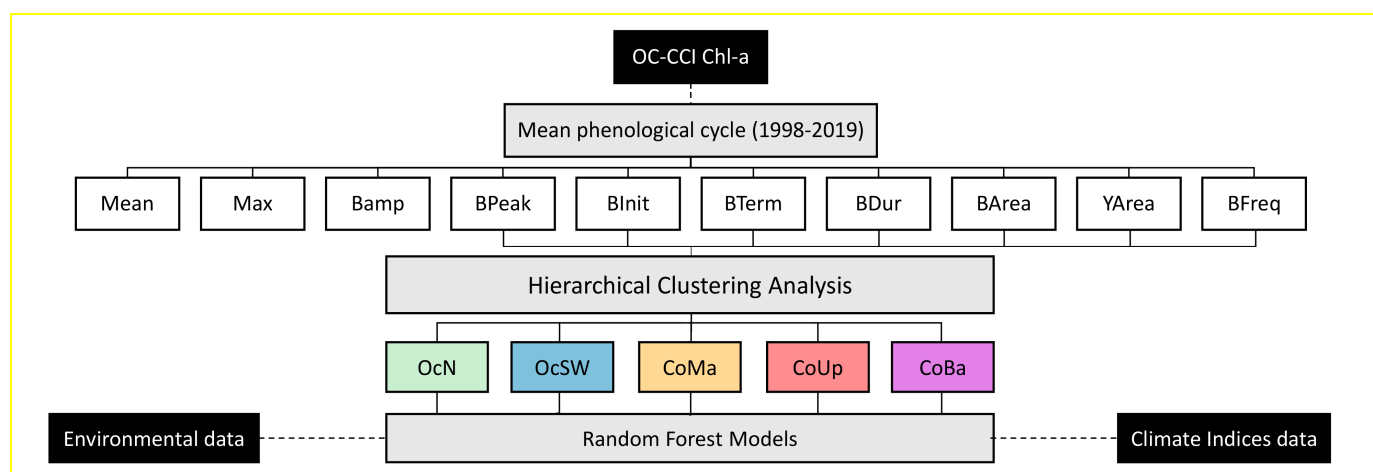 OC-CCI Chl-a
Mean phenological cycle (1998-2019)
Mean
Max
Bamp
BPeak
BInit
BTerm
BDur
BArea
YArea
BFreq
Hierarchical Clustering Analysis
OcN
OcSW
CoMa
CoUp
CoBa
Environmental data
Random Forest Models
Climate Indices data